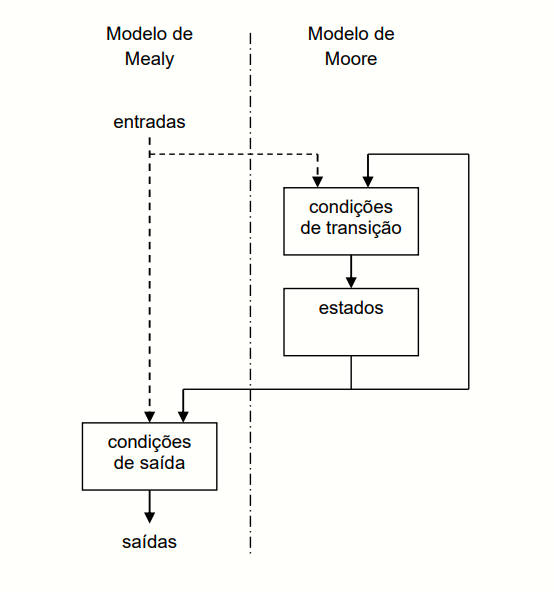 Modelo de
Mealy
Modelo de
Moore
entradas
condições
de transição
estados
condições
de saída
saídas